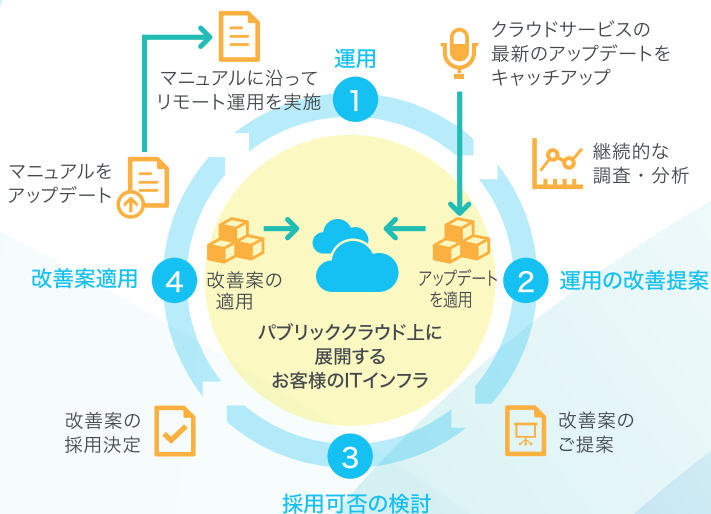 運用
1
マニュアルに沿って
リモート運用を実施
クラウドサービスの
最新のアップデートを
キャッチアップ
継続的な
調査・分析
マニュアルを
アップデート
改善案適用
4
改善案の
適用
アップデート
を適用
2
運用の改善提案
パブリッククラウド上に
展開する
お客様のITインフラ
改善案の
採用決定
改善案の
ご提案
3
採用可否の検討